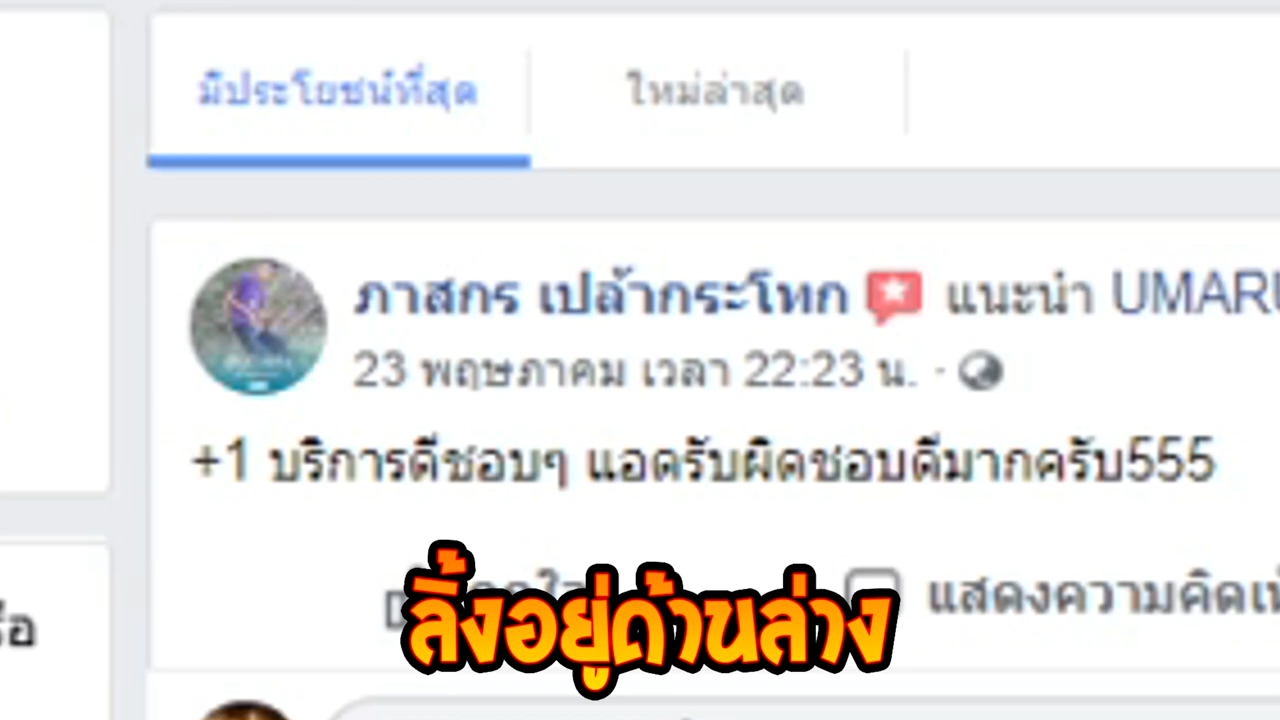 มีประโยชน์ที่สุด ใหม่ล่าสุด
ภาสกร เปล้ากระโทก แนะนำ UMAR
23 พฤษภาคม เวลา 22:23 น. ·
+1 บริการดีชอบๆ แอดรับผิดชอบดีมากครับ555
แสดงความคิดเ
ลิ้งอยู่ด้านล่าง